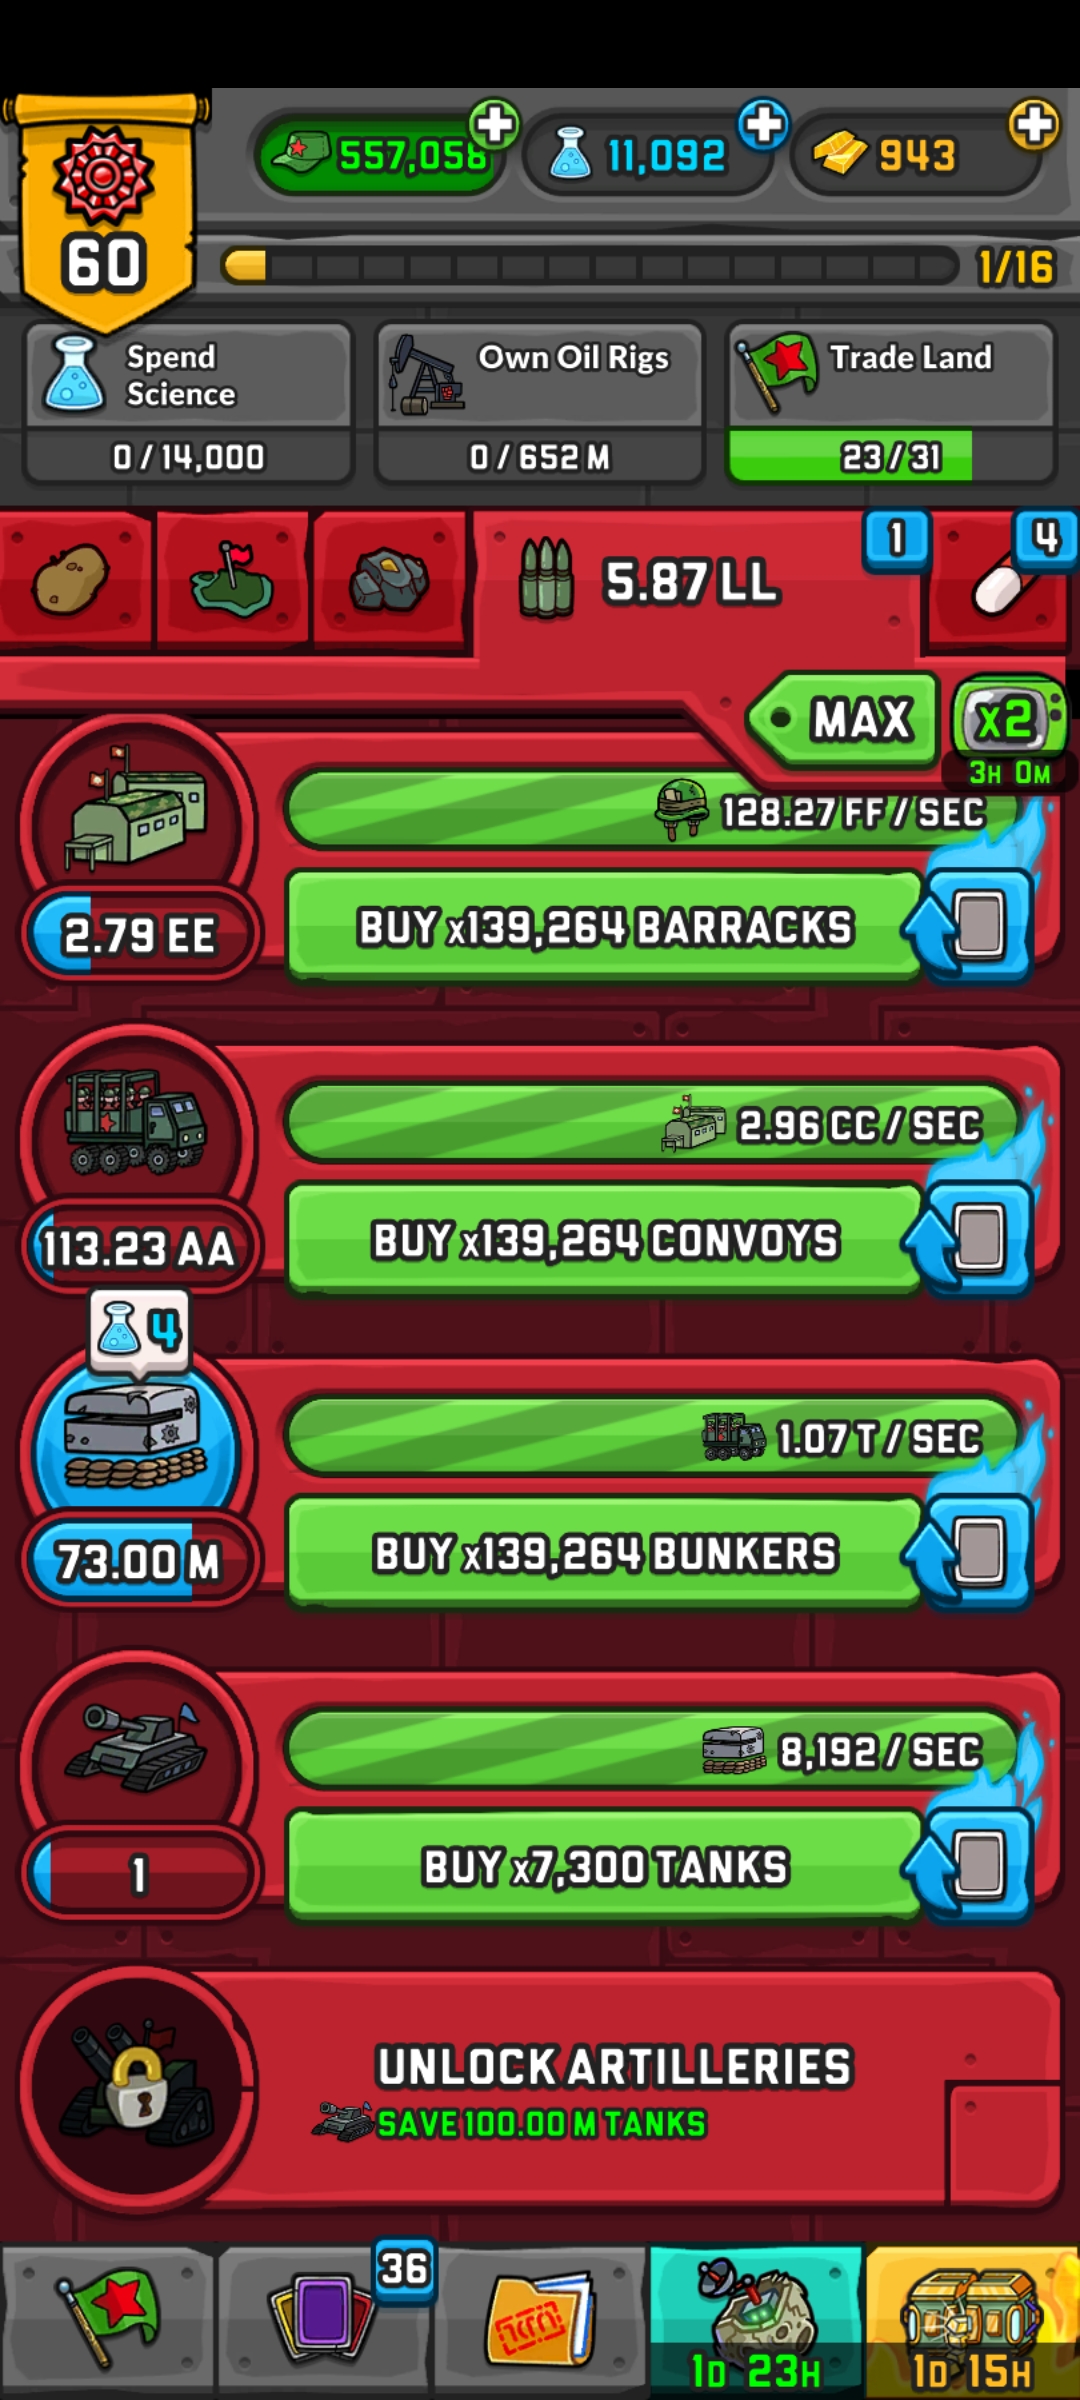 557,058
11,092
943
60
1/16
Spend
Science
0/14,000
Own Oil Rigs
0/652 M
Trade Land
23/31
5.87 LL
1
4
MAX
x2
3H 0M
128.27 FF/SEC
2.79 EE
BUY x139,264 BARRACKS
2.96 CC/SEC
113.23 AA
BUY x139,264 CONVOYS
4
1.07 T/SEC
73.00 M
BUY x139,264 BUNKERS
8,192/SEC
1
BUY x7,300 TANKS
UNLOCK ARTILLERIES
SAVE 100.00 M TANKS
36
1D 23H
1D 15H